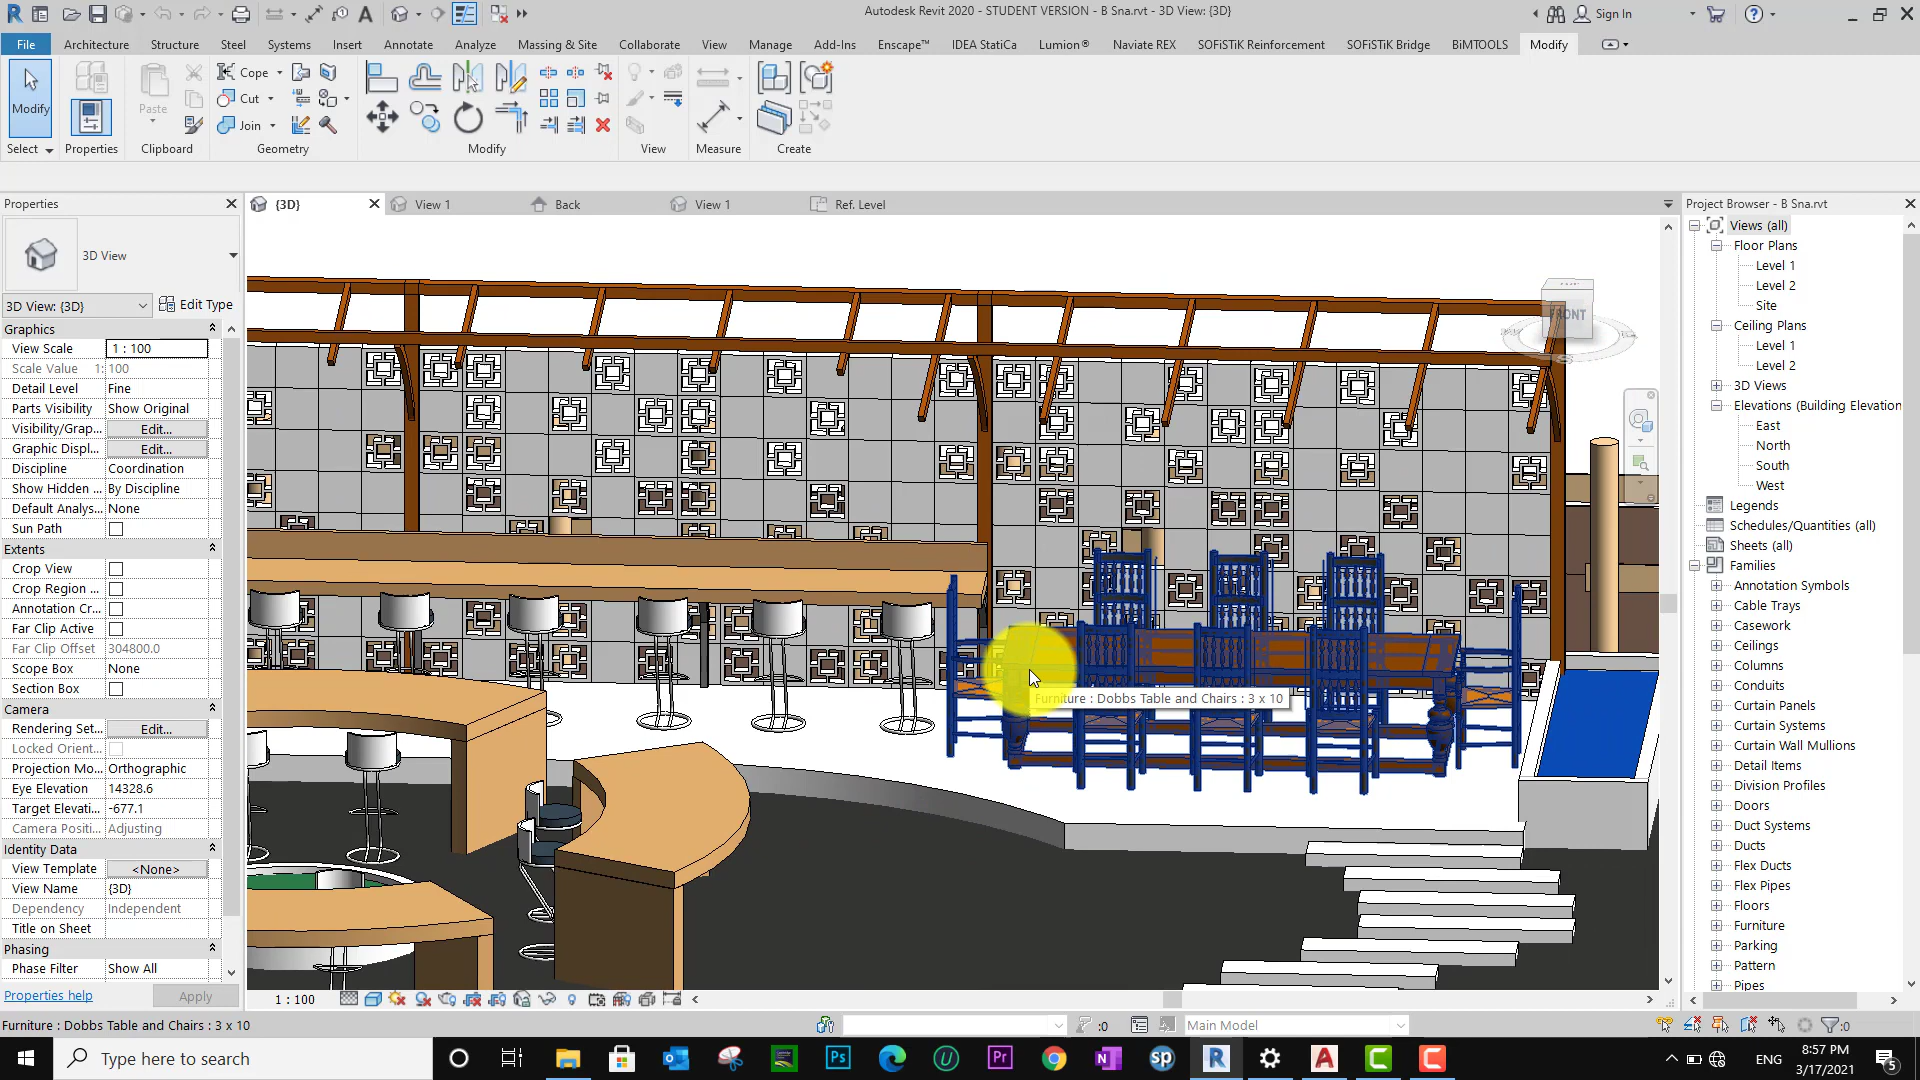 Autodesk Revit 2020 - STUDENT VERSION - B Sna.rvt - 3D View: {3D}
Sign In
File Architecture Structure Steel Systems Insert Annotate Analyze Massing & Site Collaborate View Manage Add-Ins Enscape™ IDEA StatiCa Lumion® Naviate REX SOFiSTiK Reinforcement SOFiSTiK Bridge BiMTOOLS Modify
Modify
Paste
Cope
Cut
Join
Select Properties Clipboard Geometry Modify View Measure Create
Properties
{3D} View 1 Back View 1 Ref. Level
Project Browser - B Sna.rvt
3D View
3D View: {3D} Edit Type
Graphics
View Scale 1 : 100
Scale Value 1: 100
Detail Level Fine
Parts Visibility Show Original
Visibility/Grap... Edit...
Graphic Displ... Edit...
Discipline Coordination
Show Hidden ... By Discipline
Default Analys... None
Sun Path
Extents
Crop View
Crop Region ...
Annotation Cr...
Far Clip Active
Far Clip Offset 304800.0
Scope Box None
Section Box
Camera
Rendering Set... Edit...
Locked Orient...
Projection Mo... Orthographic
Eye Elevation 14328.6
Target Elevati... -677.1
Camera Positi... Adjusting
Identity Data
View Template <None>
View Name {3D}
Dependency Independent
Title on Sheet
Phasing
Phase Filter Show All
Properties help Apply
FRONT
S
Furniture : Dobbs Table and Chairs : 3 x 10
Views (all)
Floor Plans
Level 1
Level 2
Site
Ceiling Plans
Level 1
Level 2
3D Views
Elevations (Building Elevation
East
North
South
West
Legends
Schedules/Quantities (all)
Sheets (all)
Families
Annotation Symbols
Cable Trays
Casework
Ceilings
Columns
Conduits
Curtain Panels
Curtain Systems
Curtain Wall Mullions
Detail Items
Division Profiles
Doors
Duct Systems
Ducts
Flex Ducts
Flex Pipes
Floors
Furniture
Parking
Pattern
Pipes
1 : 100
Furniture : Dobbs Table and Chairs : 3 x 10
:0
Main Model
:0
Type here to search
ENG
8:57 PM
3/17/2021
5